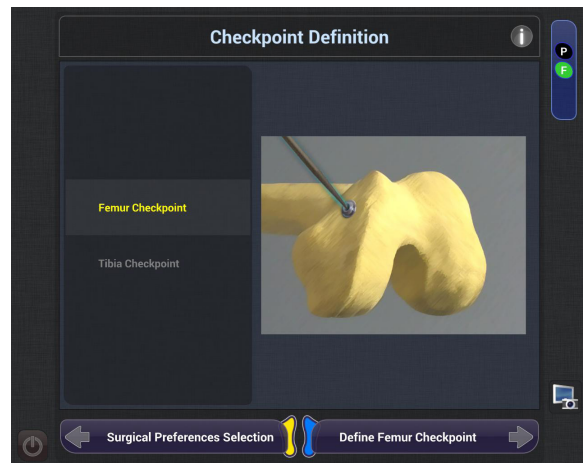 Checkpoint Definition
i
P
F
Femur Checkpoint
Tibia Checkpoint
Surgical Preferences Selection
Define Femur Checkpoint